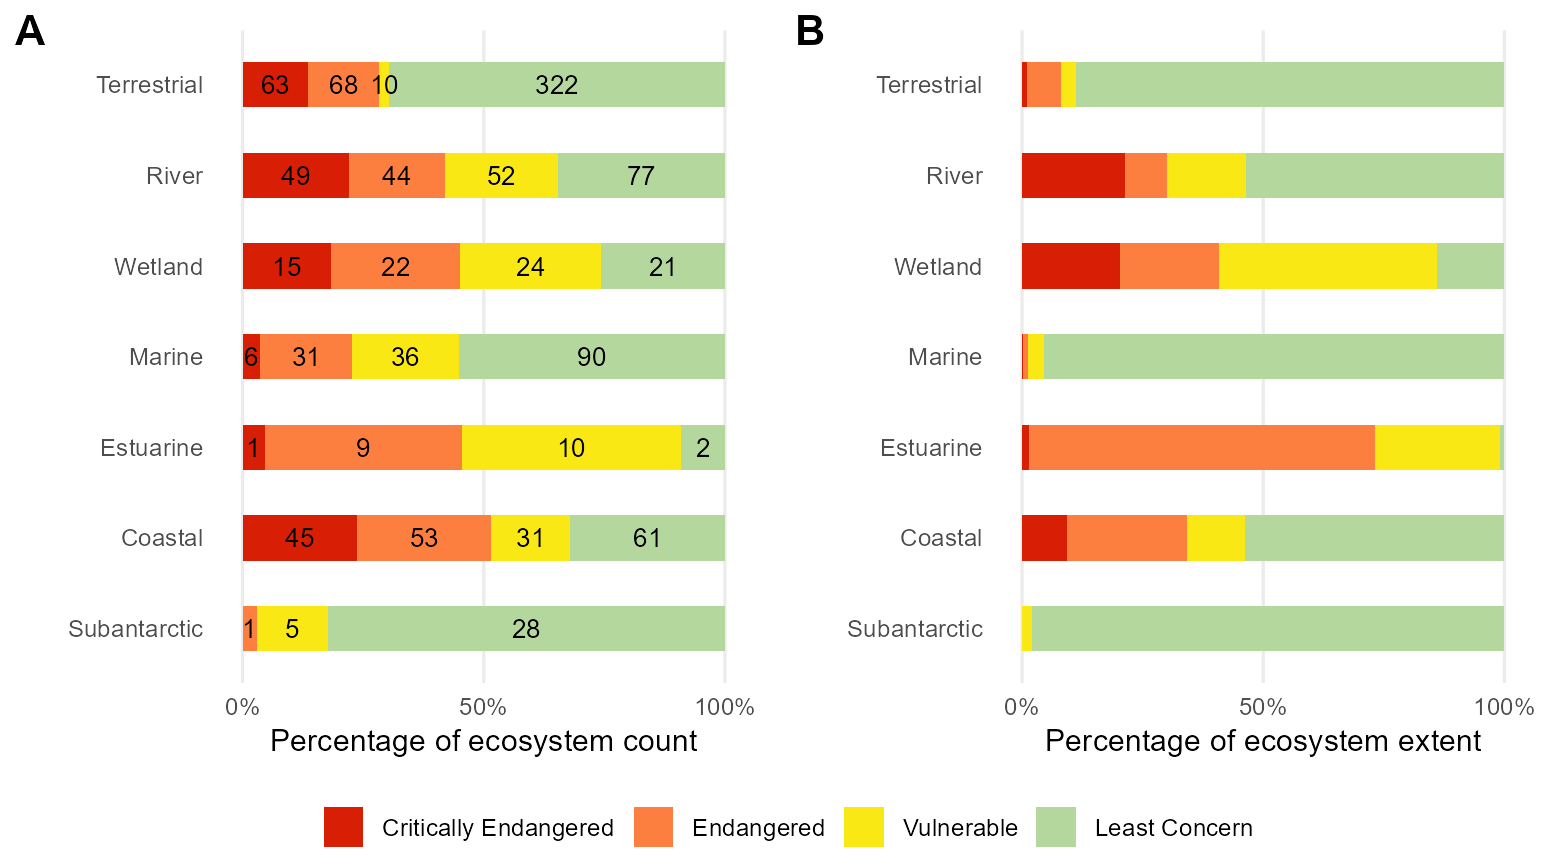 A
Terrestrial 63 68 10 322
River 49 44 52 77
Wetland 15 22 24 21
Marine 6 31 36 90
Estuarine 1 9 10 2
Coastal 45 53 31 61
Subantarctic 1 5 28
0% 50% 100%
Percentage of ecosystem count
B
Terrestrial
River
Wetland
Marine
Estuarine
Coastal
Subantarctic
0% 50% 100%
Percentage of ecosystem extent
Critically Endangered Endangered Vulnerable Least Concern